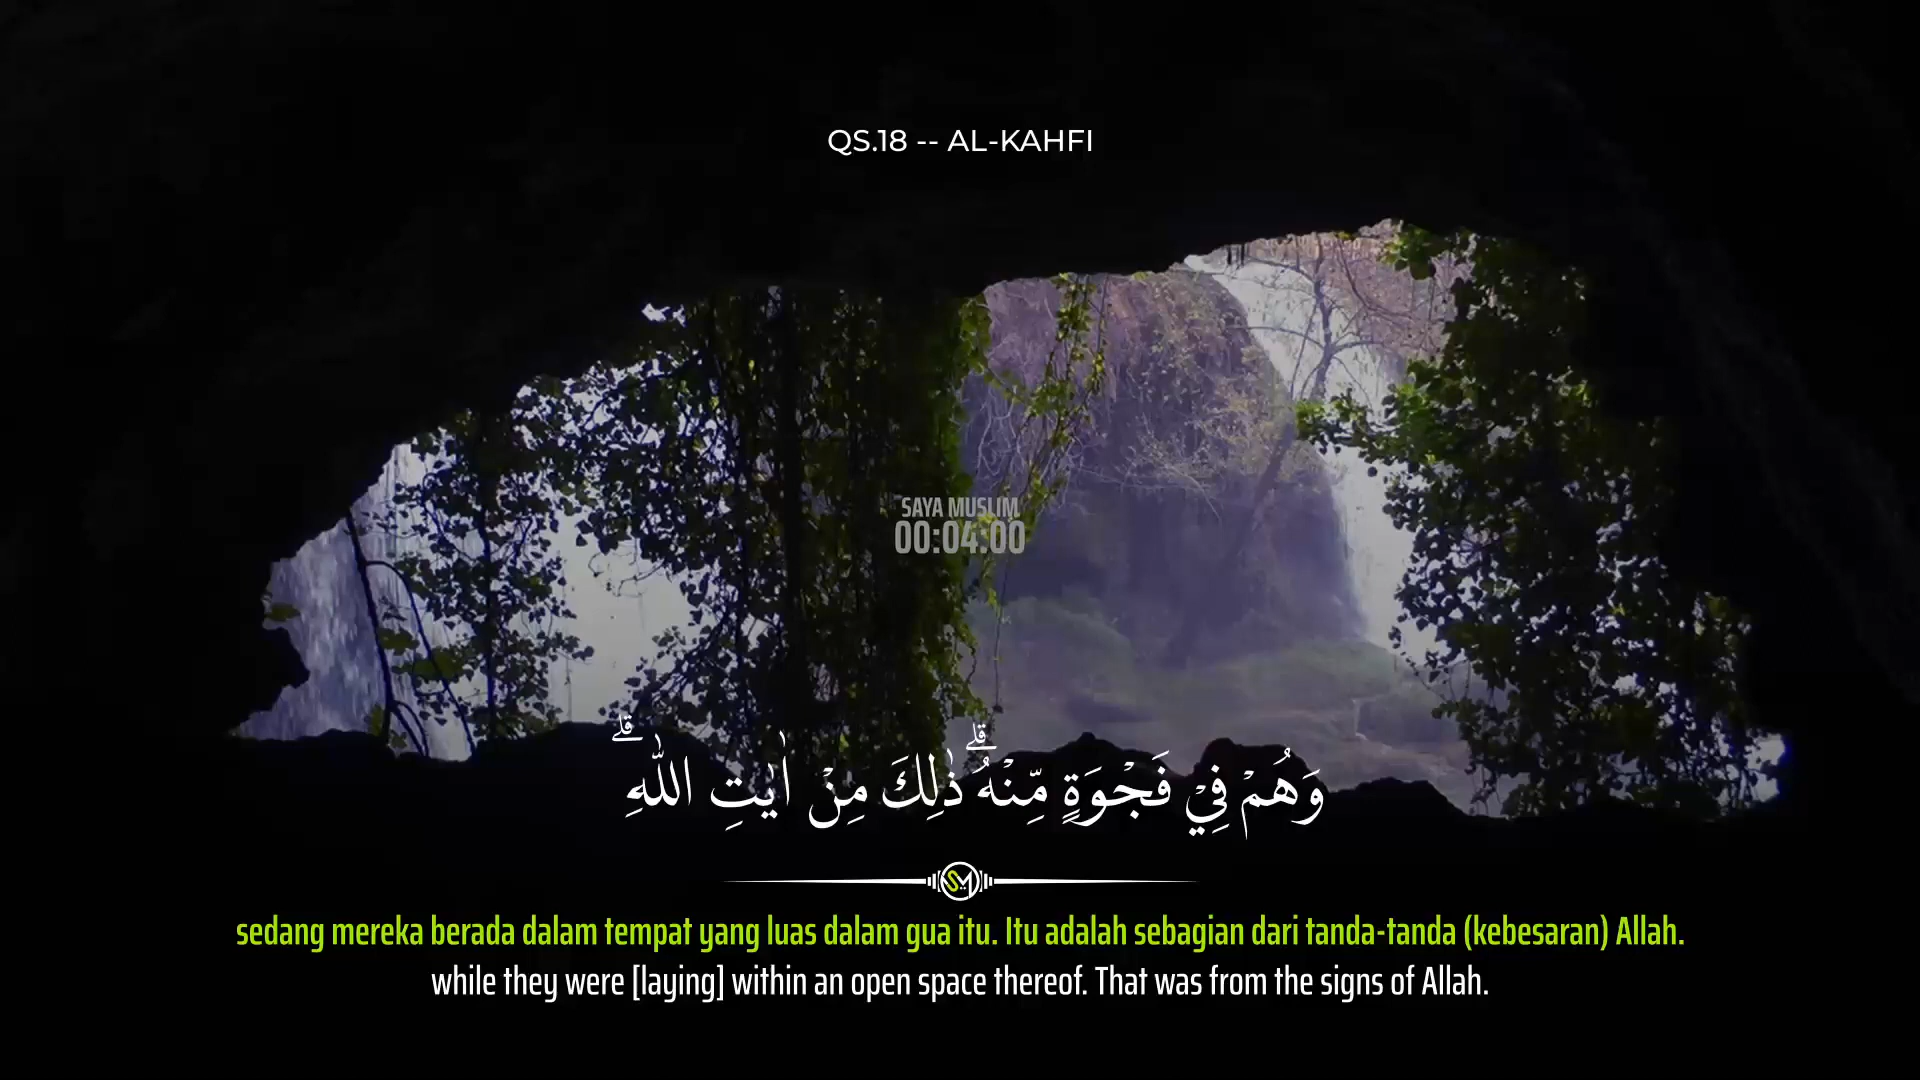 QS.18 -- AL-KAHFI
SAYA MUSLIM
00:04:00
وَهُمْ فِيْ فَجْوَةٍ مِّنْهُۗ ذٰلِكَ مِنْ اٰيٰتِ اللّٰهِۗ
SM
sedang mereka berada dalam tempat yang luas dalam gua itu. Itu adalah sebagian dari tanda-tanda (kebesaran) Allah.
while they were [laying] within an open space thereof. That was from the signs of Allah.